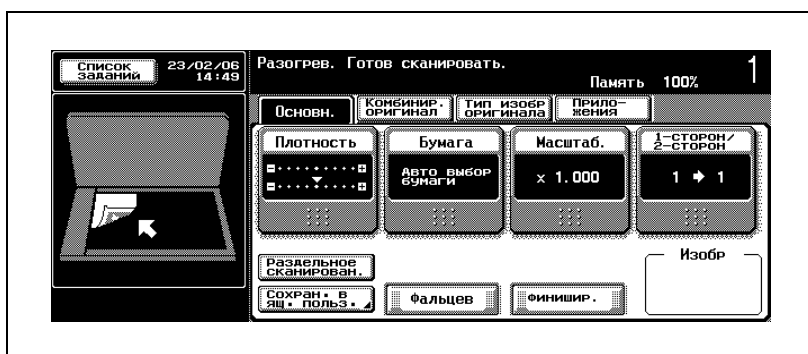 Список
заданий
23/02/06
14:49
Разогрев. Готов сканировать.
Память 100%
1
Основн.
Комбинир.
оригинал
Тип изобр
оригинала
Прило-
жения
Плотность
Бумага
Масштаб.
1-сторон/
2-сторон
Авто выбор
бумаги
x 1.000
1 ➔ 1
Раздельное
сканирован.
Изобр
Сохран. в
ящ. польз.
Фальцев
Финишир.